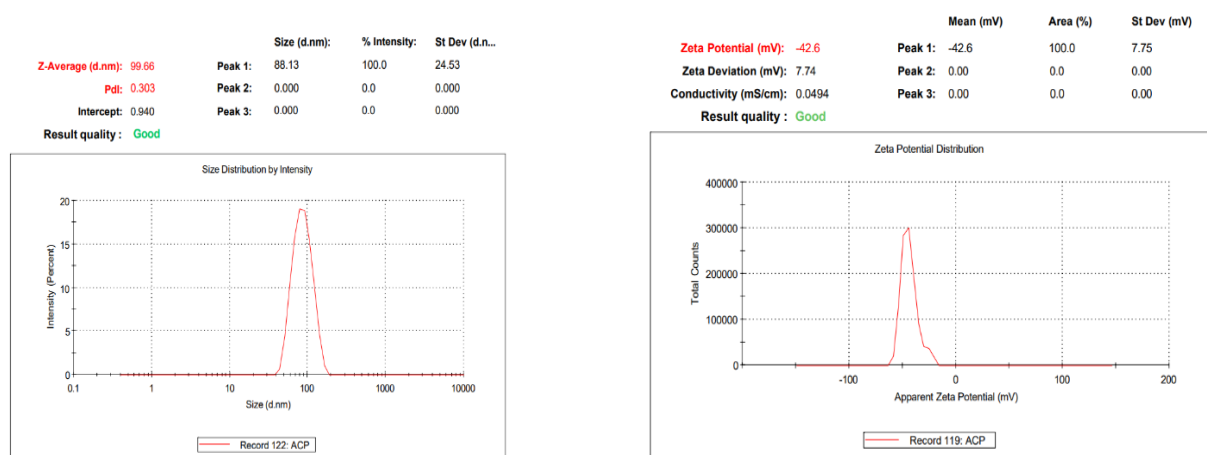 Size (d.nm): % Intensity: St Dev (d.n...
Z-Average (d.nm): 99.66 Peak 1: 88.13 100.0 24.53
PdI: 0.303 Peak 2: 0.000 0.0 0.000
Intercept: 0.940 Peak 3: 0.000 0.0 0.000
Result quality : Good
Size Distribution by Intensity
Intensity (Percent)
20
15
10
5
0
0.1 1 10 100 1000 10000
Size (d.nm)
Record 122: ACP
Mean (mV) Area (%) St Dev (mV)
Zeta Potential (mV): -42.6 Peak 1: -42.6 100.0 7.75
Zeta Deviation (mV): 7.74 Peak 2: 0.00 0.0 0.00
Conductivity (mS/cm): 0.0494 Peak 3: 0.00 0.0 0.00
Result quality : Good
Zeta Potential Distribution
Total Counts
400000
300000
200000
100000
0
-100 0 100 200
Apparent Zeta Potential (mV)
Record 119: ACP